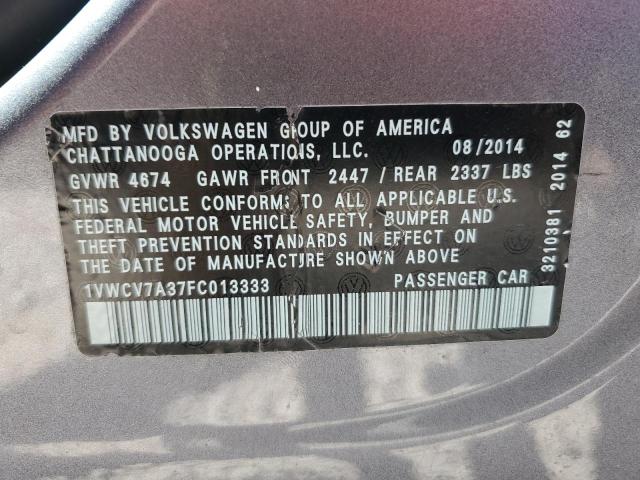 MFD BY VOLKSWAGEN GROUP OF AMERICA
CHATTANOOGA OPERATIONS, LLC. 08/2014
GVWR 4674 GAWR FRONT 2447 / REAR 2337 LBS
THIS VEHICLE CONFORMS TO ALL APPLICABLE U.S.
FEDERAL MOTOR VEHICLE SAFETY, BUMPER AND
THEFT PREVENTION STANDARDS IN EFFECT ON
THE DATE OF MANUFACTURE SHOWN ABOVE
1VWCV7A37FC013333 PASSENGER CAR
3210381 2014 62